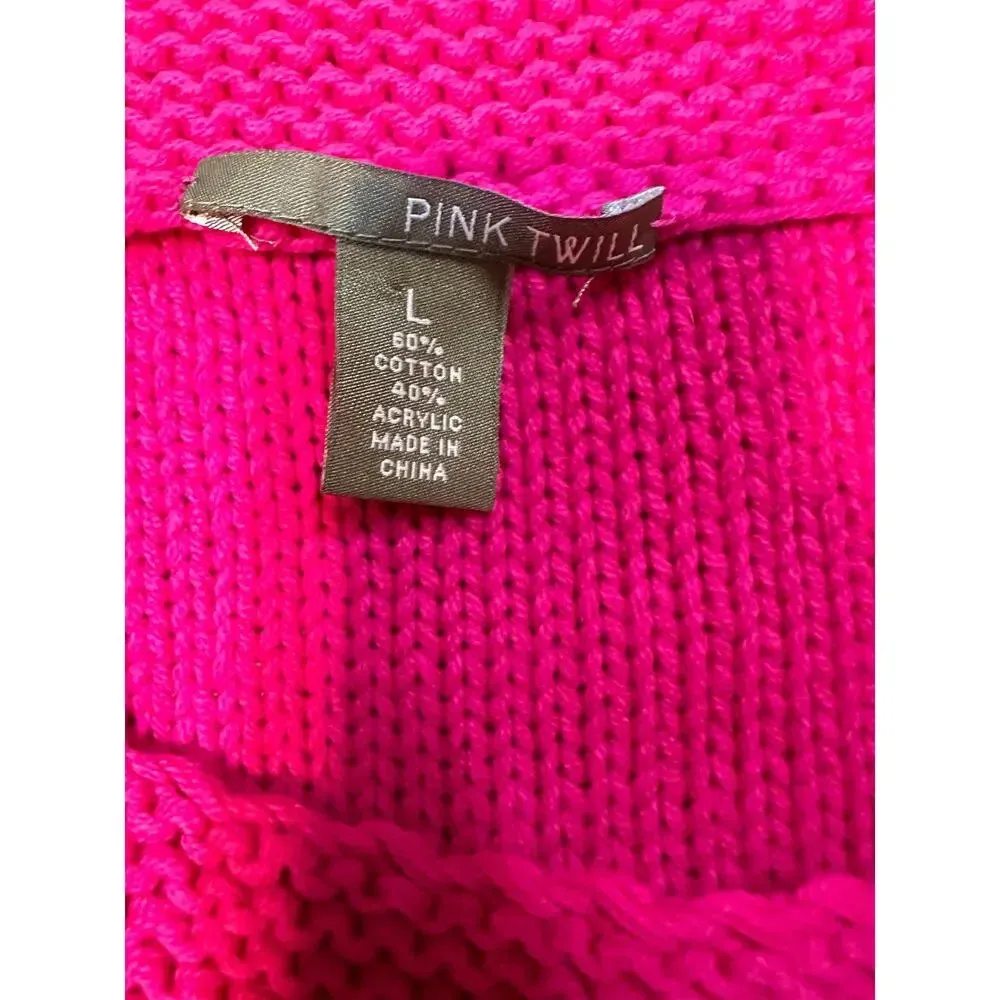 PINK TWILL
L
60%
COTTON
40%
ACRYLIC
MADE IN
CHINA